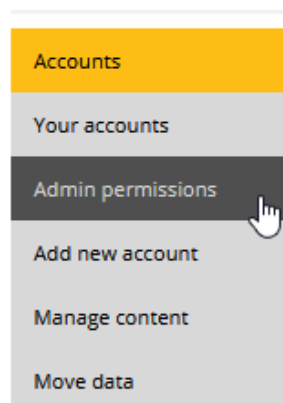 Accounts
Your accounts
Admin permissions
Add new account
Manage content
Move data